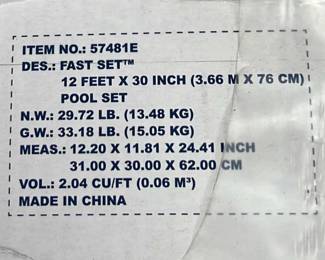 ITEM NO.: 57481E
DES.: FAST SET™
12 FEET X 30 INCH (3.66 M X 76 CM)
POOL SET
N.W.: 29.72 LB. (13.48 KG)
G.W.: 33.18 LB. (15.05 KG)
MEAS.: 12.20 X 11.81 X 24.41 INCH
31.00 X 30.00 X 62.00 CM
VOL.: 2.04 CU/FT (0.06 M³)
MADE IN CHINA